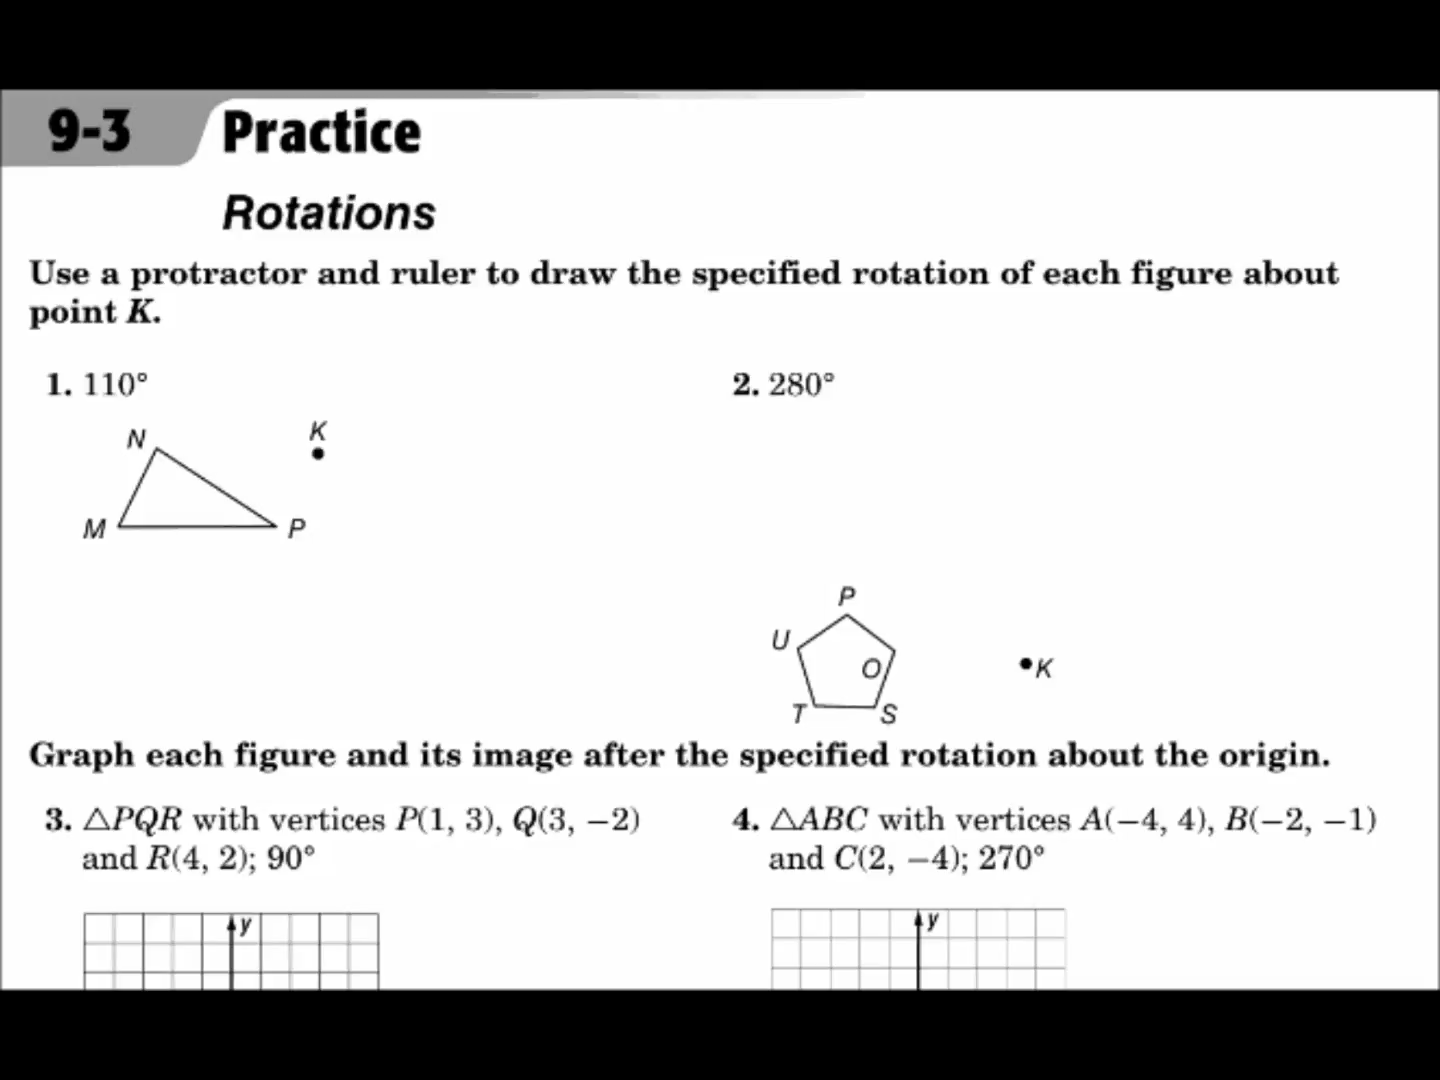 9-3 Practice
Rotations
Use a protractor and ruler to draw the specified rotation of each figure about
point K.
1. 110°
2. 280°
N
K
M
P
P
U
O
K
T
S
Graph each figure and its image after the specified rotation about the origin.
3. △PQR with vertices P(1, 3), Q(3, −2)
and R(4, 2); 90°
4. △ABC with vertices A(−4, 4), B(−2, −1)
and C(2, −4); 270°
y
y